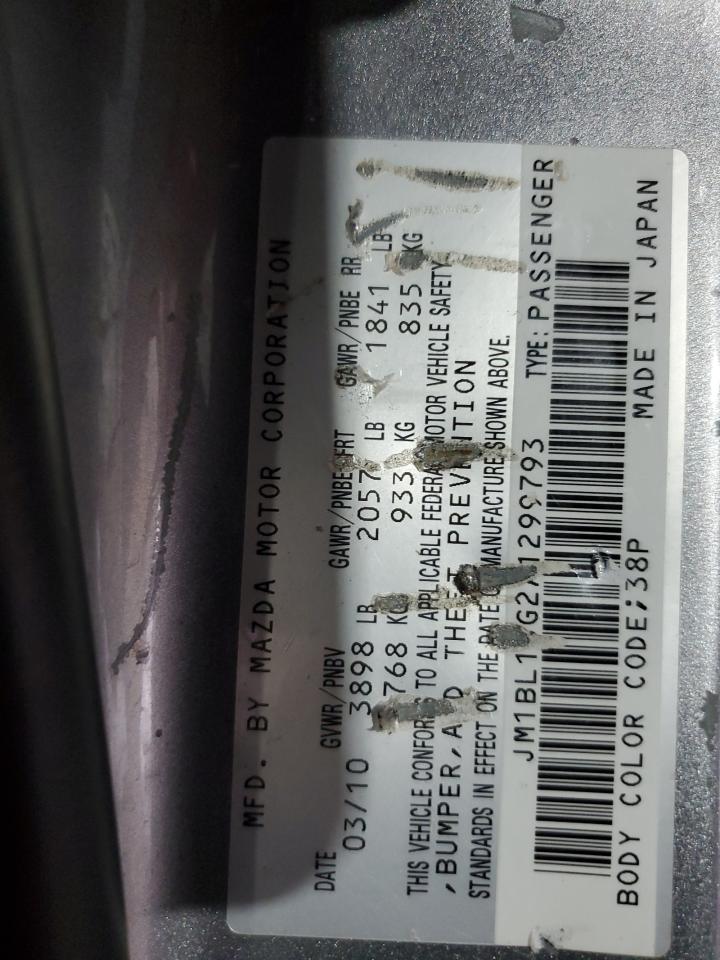 MFD. BY MAZDA MOTOR CORPORATION
DATE GVWR/PNBV GAWR/PNBE FRT GAWR/PNBE RR
03/10 3898 LB 2057 LB 1841 LB
933 KG 835 KG
THIS VEHICLE CONFORMS TO ALL APPLICABLE FEDERAL MOTOR VEHICLE SAFETY
,BUMPER,AND THEFT PREVENTION
STANDARDS IN EFFECT ON THE DATE OF MANUFACTURE SHOWN ABOVE.
TYPE: PASSENGER
BODY COLOR CODE;38P MADE IN JAPAN